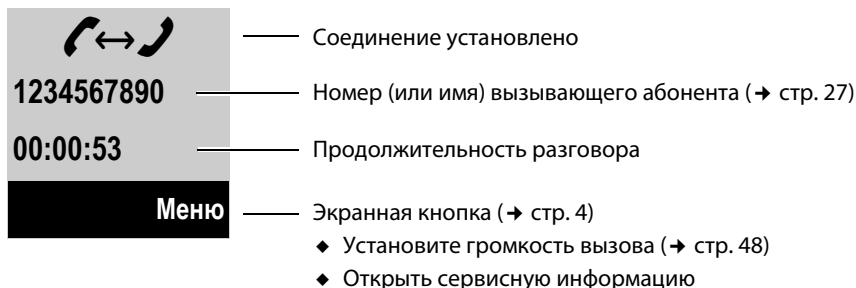 Соединение установлено
1234567890 Номер (или имя) вызывающего абонента (➔ стр. 27)
00:00:53 Продолжительность разговора
Меню Экранная кнопка (➔ стр. 4)
◆ Установите громкость вызова (➔ стр. 48)
◆ Открыть сервисную информацию